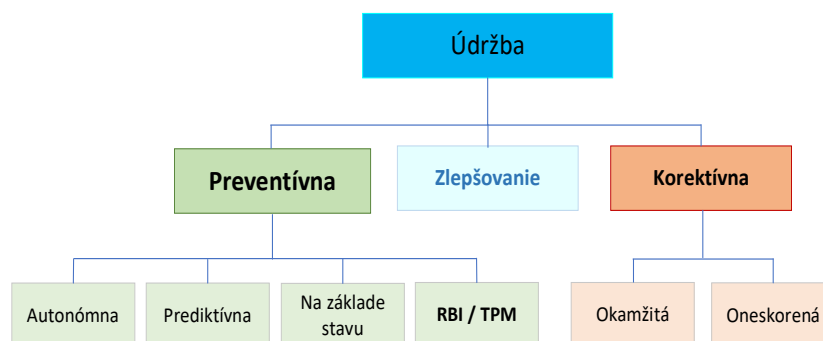 Údržba
Preventívna
Zlepšovanie
Korektívna
Autonómna
Prediktívna
Na základe
stavu
RBI / TPM
Okamžitá
Oneskorená